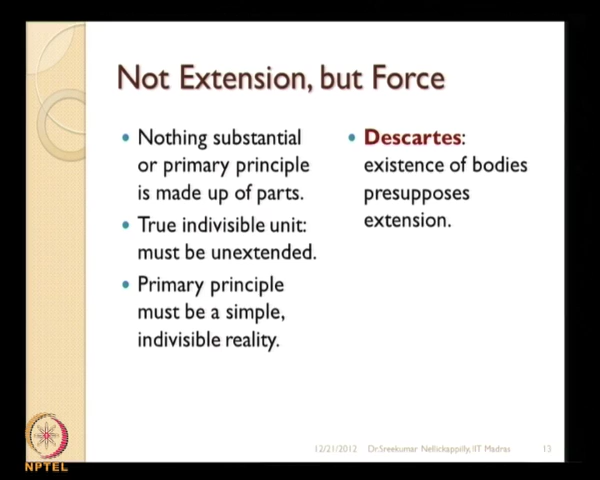 Not Extension, but Force
Nothing substantial
or primary principle
is made up of parts.
True indivisible unit:
must be unextended.
Primary principle
must be a simple,
indivisible reality.
Descartes:
existence of bodies
presupposes
extension.
12/21/2012 Dr.Sreekumar Nellickappilly, IIT Madras 13
NPTEL